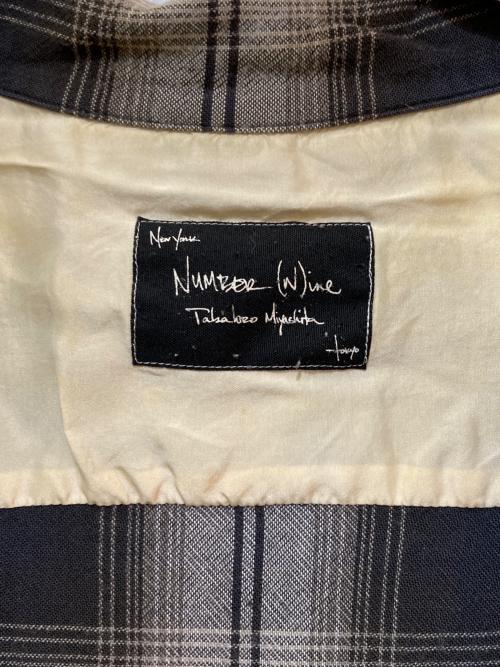 New York
NUMBER (N)ine
Takahiro Miyashita
Tokyo